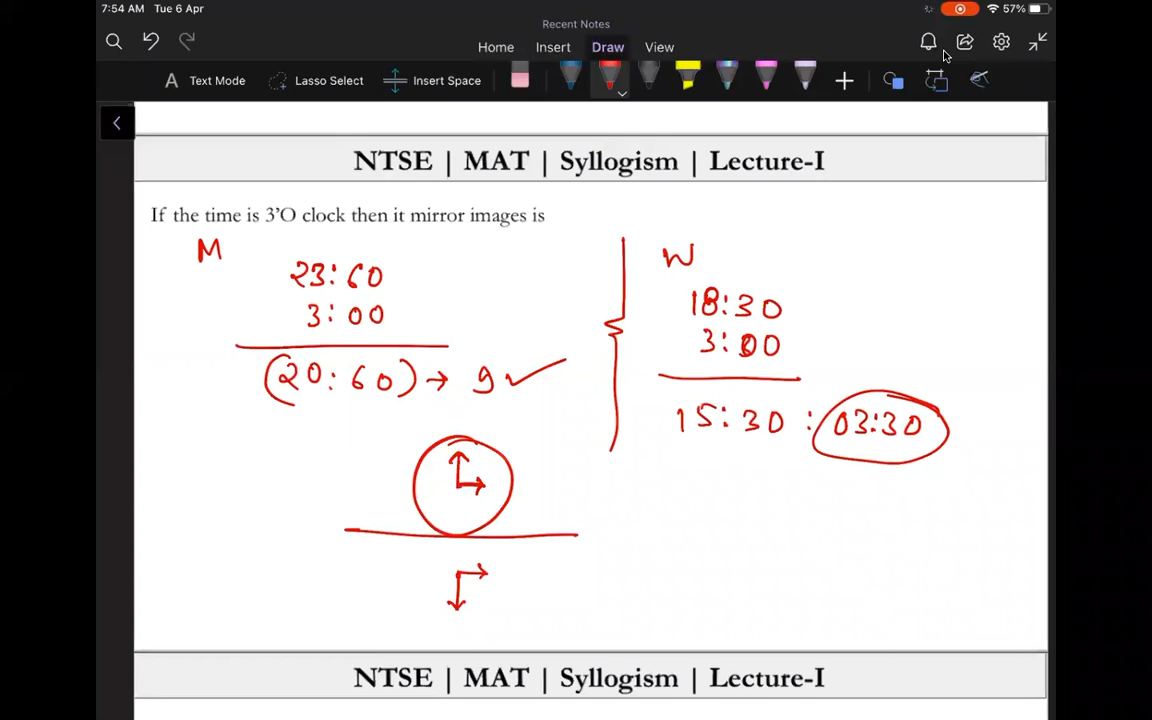 7:54 AM Tue 6 Apr
57%
Recent Notes
Home Insert Draw View
Text Mode Lasso Select Insert Space
NTSE | MAT | Syllogism | Lecture-I
If the time is 3’O clock then it mirror images is
M
23:60
3:00
(20:60) → 9
W
18:30
3:00
15:30 : 03:30
NTSE | MAT | Syllogism | Lecture-I